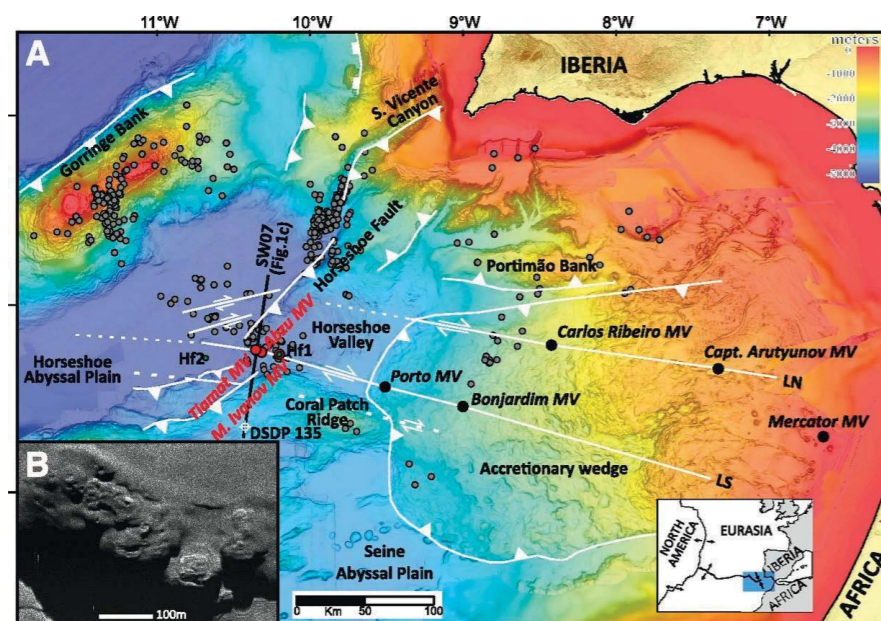 11°W 10°W 9°W 8°W 7°W
A
IBERIA
meters
0
-1000
-2000
-3000
-4000
-5000
S. Vicente
Canyon
Gorringe Bank
SW07
(Fig.1c)
Horseshoe Fault
Portimão Bank
Horseshoe
Valley
Carlos Ribeiro MV
Capt. Arutyunov MV
LN
Horseshoe
Abyssal Plain
Hf2
Hf1
Tiamat MV
Abzu MV
M. Ivanov MV
Porto MV
Bonjardim MV
Mercator MV
Coral Patch
Ridge
DSDP 135
Accretionary wedge
LS
B
100m
Seine
Abyssal Plain
0 50 100
Km
NORTH
AMERICA
EURASIA
IBERIA
AFRICA
AFRICA